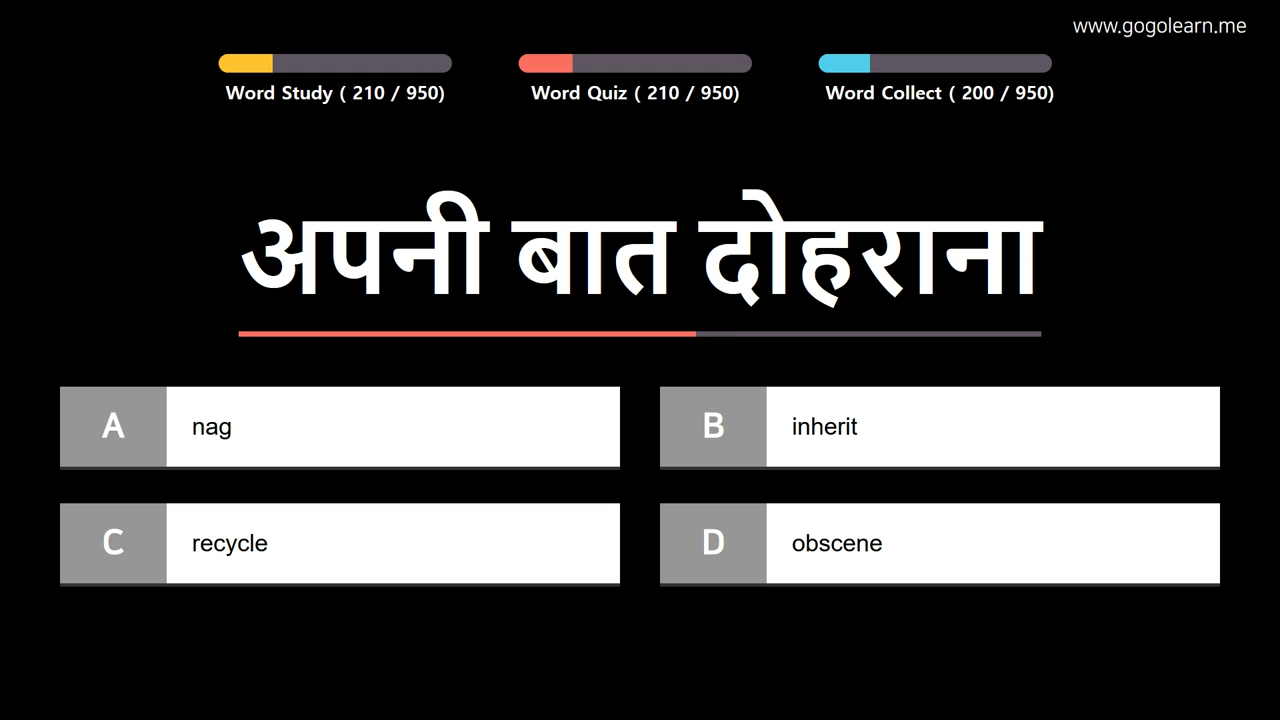 www.gogolearn.me
Word Study ( 210 / 950)
Word Quiz ( 210 / 950)
Word Collect ( 200 / 950)
अपनी बात दोहराना
A
nag
B
inherit
C
recycle
D
obscene